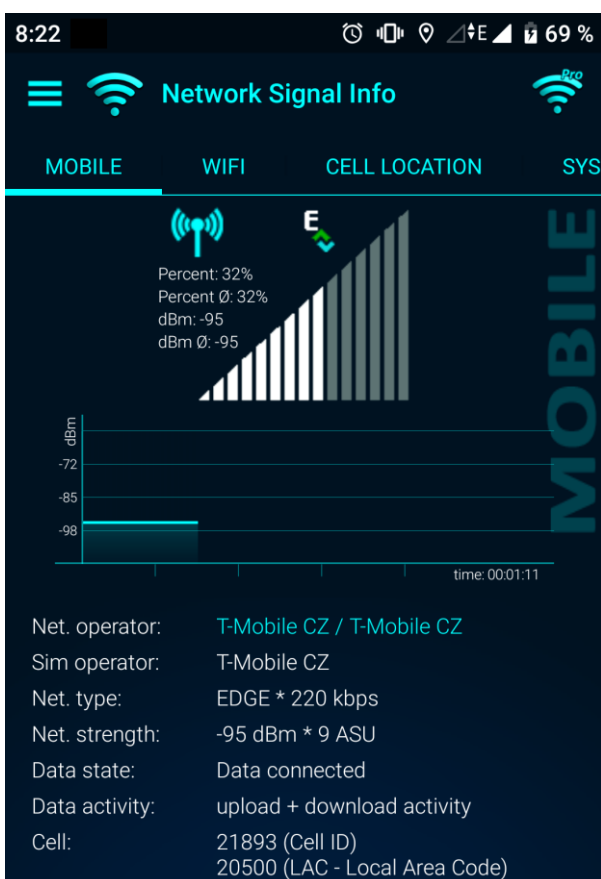 8:22
E
69 %
Network Signal Info
Pro
MOBILE WIFI CELL LOCATION SYS
E
Percent: 32%
Percent Ø: 32%
dBm: -95
dBm Ø: -95
MOBILE
dBm
-72
-85
-98
time: 00:01:11
Net. operator: T-Mobile CZ / T-Mobile CZ
Sim operator: T-Mobile CZ
Net. type: EDGE * 220 kbps
Net. strength: -95 dBm * 9 ASU
Data state: Data connected
Data activity: upload + download activity
Cell: 21893 (Cell ID)
20500 (LAC - Local Area Code)